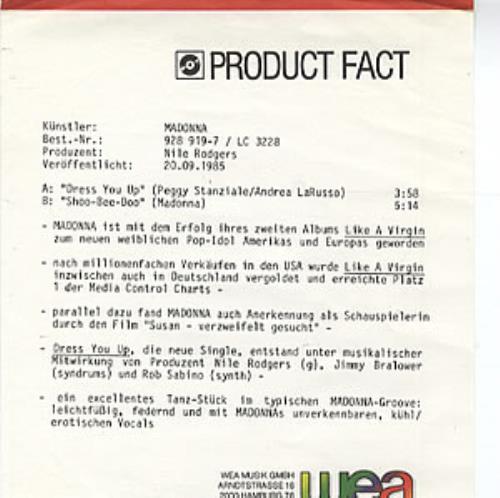 PRODUCT FACT
Künstler: MADONNA
Best.-Nr.: 928 919-7 / LC 3228
Produzent: Nile Rodgers
Veröffentlicht: 20.09.1985
A: "Dress You Up" (Peggy Stanziale/Andrea LaRusso) 3:58
B: "Shoo-Bee-Doo" (Madonna) 5:14
- MADONNA ist mit dem Erfolg ihres zweiten Albums Like A Virgin
zum neuen weiblichen Pop-Idol Amerikas und Europas geworden
- nach millionenfachen Verkäufen in den USA wurde Like A Virgin
inzwischen auch in Deutschland vergoldet und erreichte Platz
1 der Media Control Charts -
- parallel dazu fand MADONNA auch Anerkennung als Schauspielerin
durch den Film "Susan - verzweifelt gesucht" -
- Dress You Up, die neue Single, entstand unter musikalischer
Mitwirkung von Produzent Nile Rodgers (g), Jimmy Bralower
(syndrums) und Rob Sabino (synth) -
- ein excellentes Tanz-Stück im typischen MADONNA-Groove:
leichtfüßig, federnd und mit MADONNAs unverkennbaren, kühl/
erotischen Vocals
WEA MUSIK GMBH
ARNDTSTRASSE 16
2000 HAMBURG 76
wea